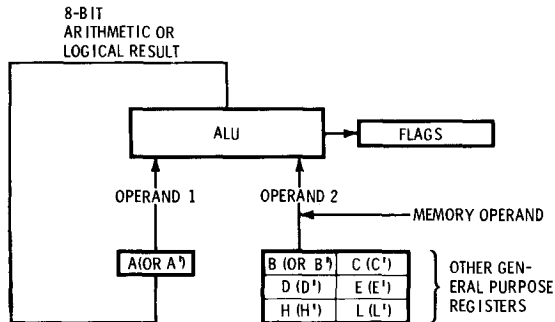 8-BIT
ARITHMETIC OR
LOGICAL RESULT
ALU
FLAGS
OPERAND 1
OPERAND 2
MEMORY OPERAND
A(OR A')
B (OR B') C (C')
D (D') E (E')
H (H') L (L')
OTHER GEN-
ERAL PURPOSE
REGISTERS